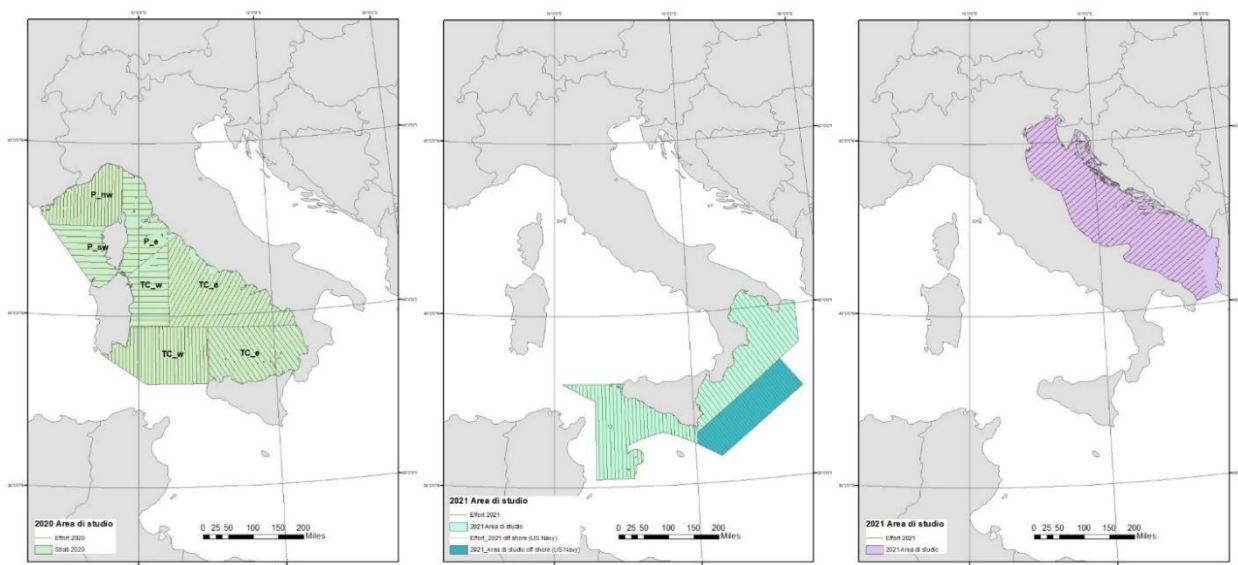 P_nw
P_sw
P_e
TC_w
TC_e
TC_w
TC_e
2020 Area di studio
Effort 2020
Strati 2020
0 25 50 100 150 200
Miles
2021 Area di studio
Effort 2021
2021 Area di studio
Effort_2021 off shore (US Navy)
2021_Area di studio off shore (US Navy)
0 25 50 100 150 200
Miles
2021 Area di studio
Effort 2021
2021 Area di studio
0 25 50 100 150 200
Miles